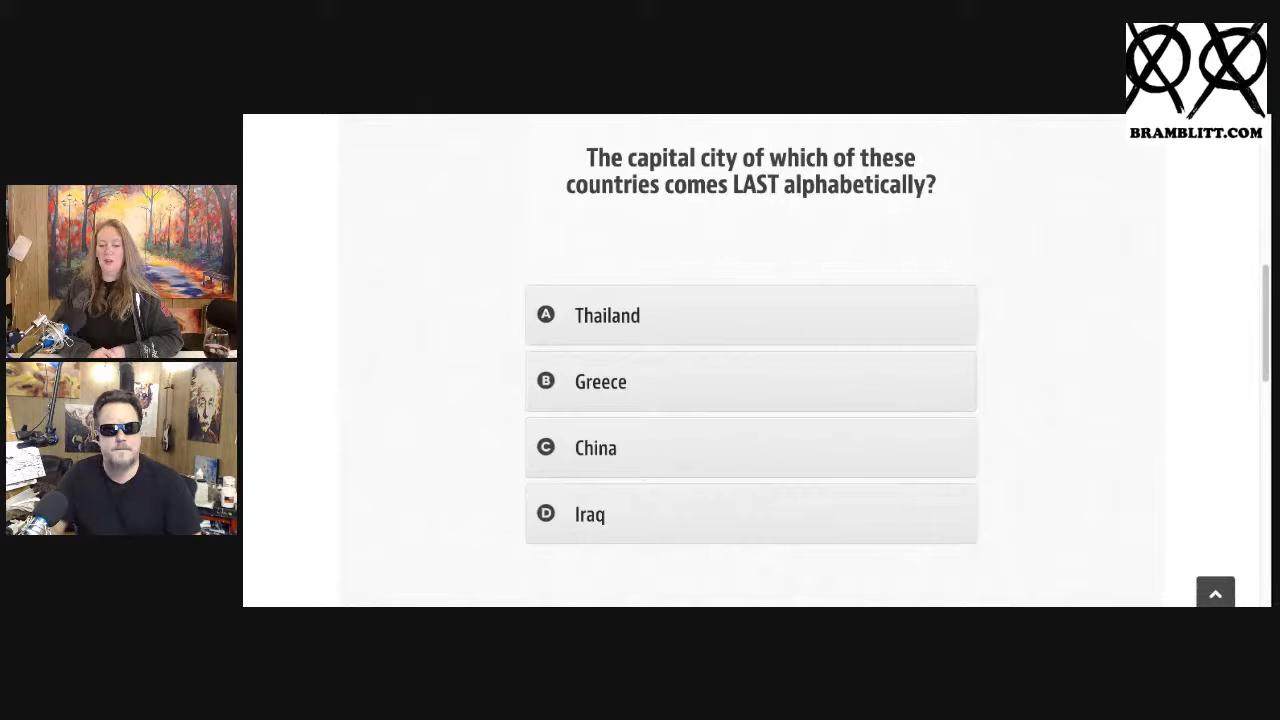 BRAMBLITT.COM
The capital city of which of these
countries comes LAST alphabetically?
A Thailand
B Greece
C China
D Iraq